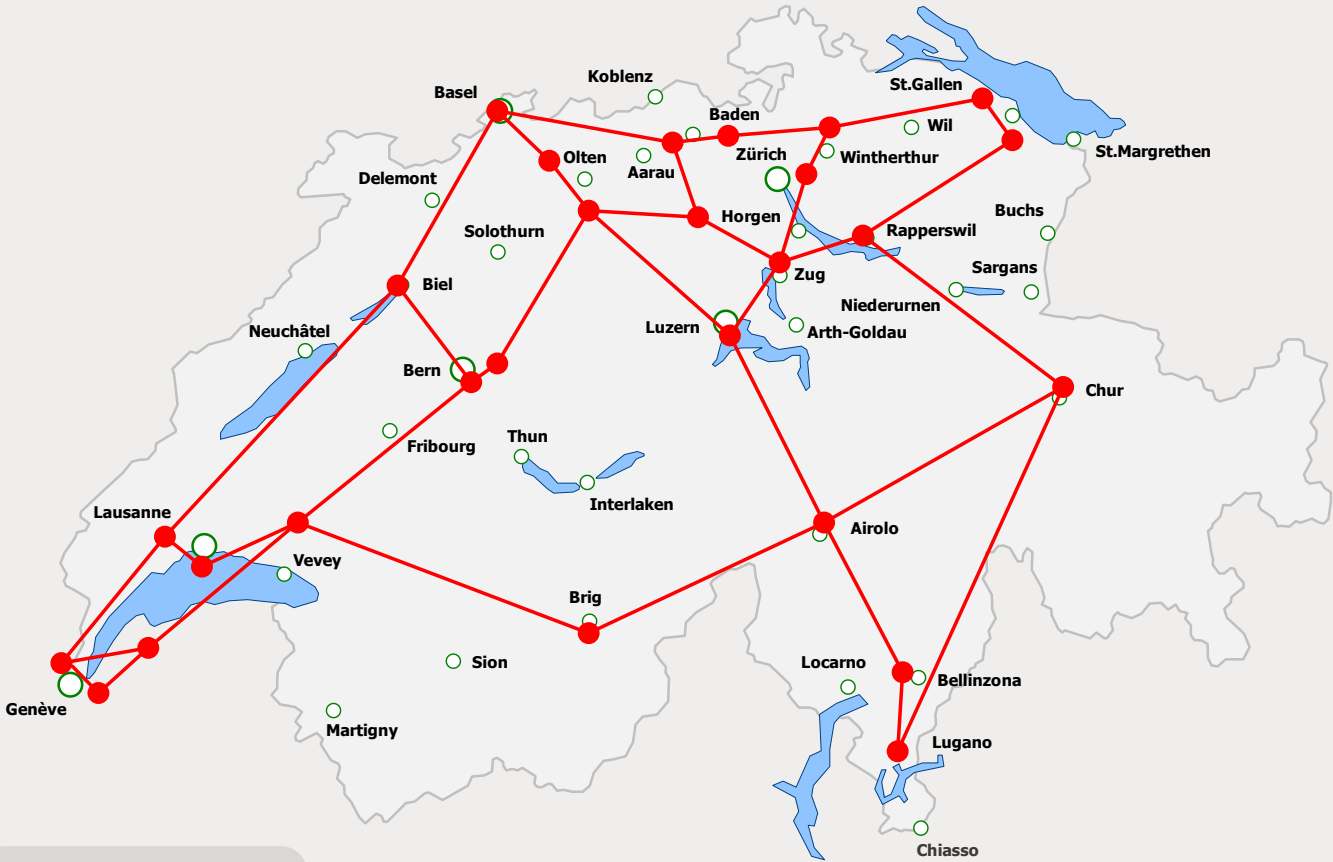 Koblenz
Basel
St.Gallen
Baden
Wil
Zürich
Wintherthur
St.Margrethen
Olten
Aarau
Delemont
Horgen
Buchs
Solothurn
Rapperswil
Sargans
Zug
Biel
Niederurnen
Neuchâtel
Luzern
Arth-Goldau
Bern
Chur
Thun
Fribourg
Interlaken
Lausanne
Airolo
Vevey
Brig
Sion
Locarno
Bellinzona
Genève
Martigny
Lugano
Chiasso